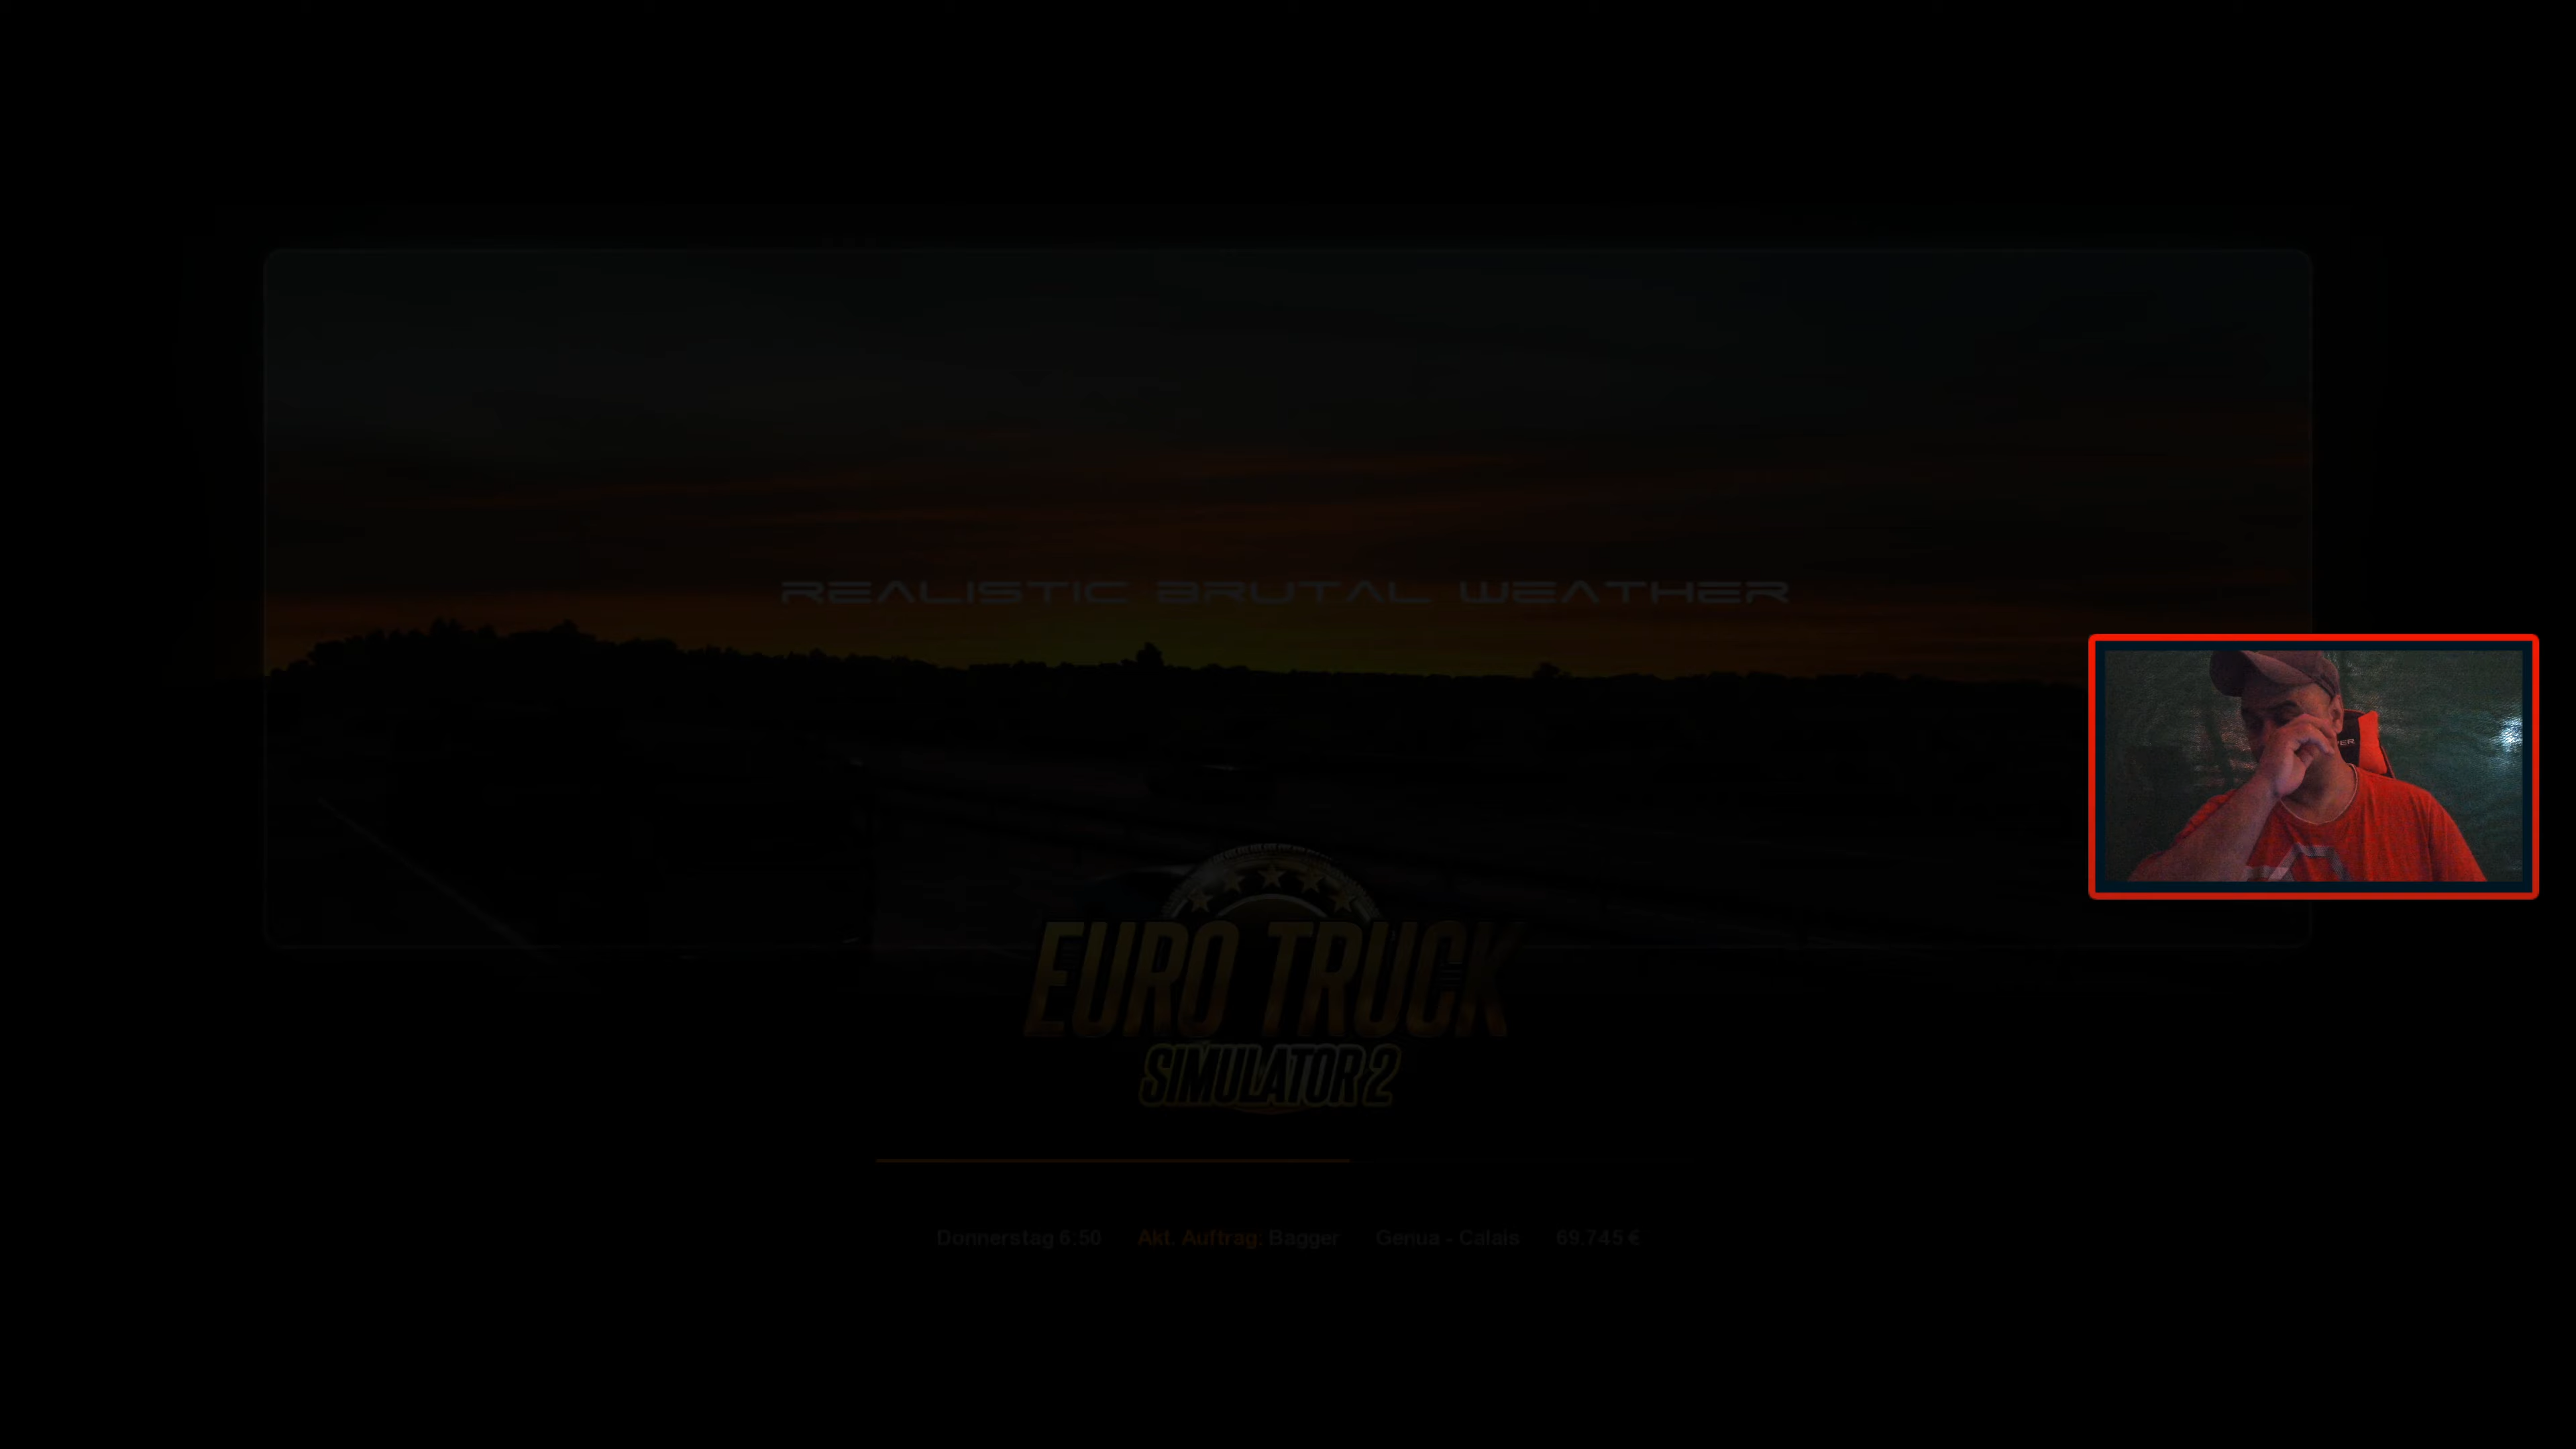 REALISTIC BRUTAL WEATHER
EURO TRUCK
SIMULATOR 2
Donnerstag 6:50 Akt. Auftrag: Bagger Genua - Calais 69.745 €